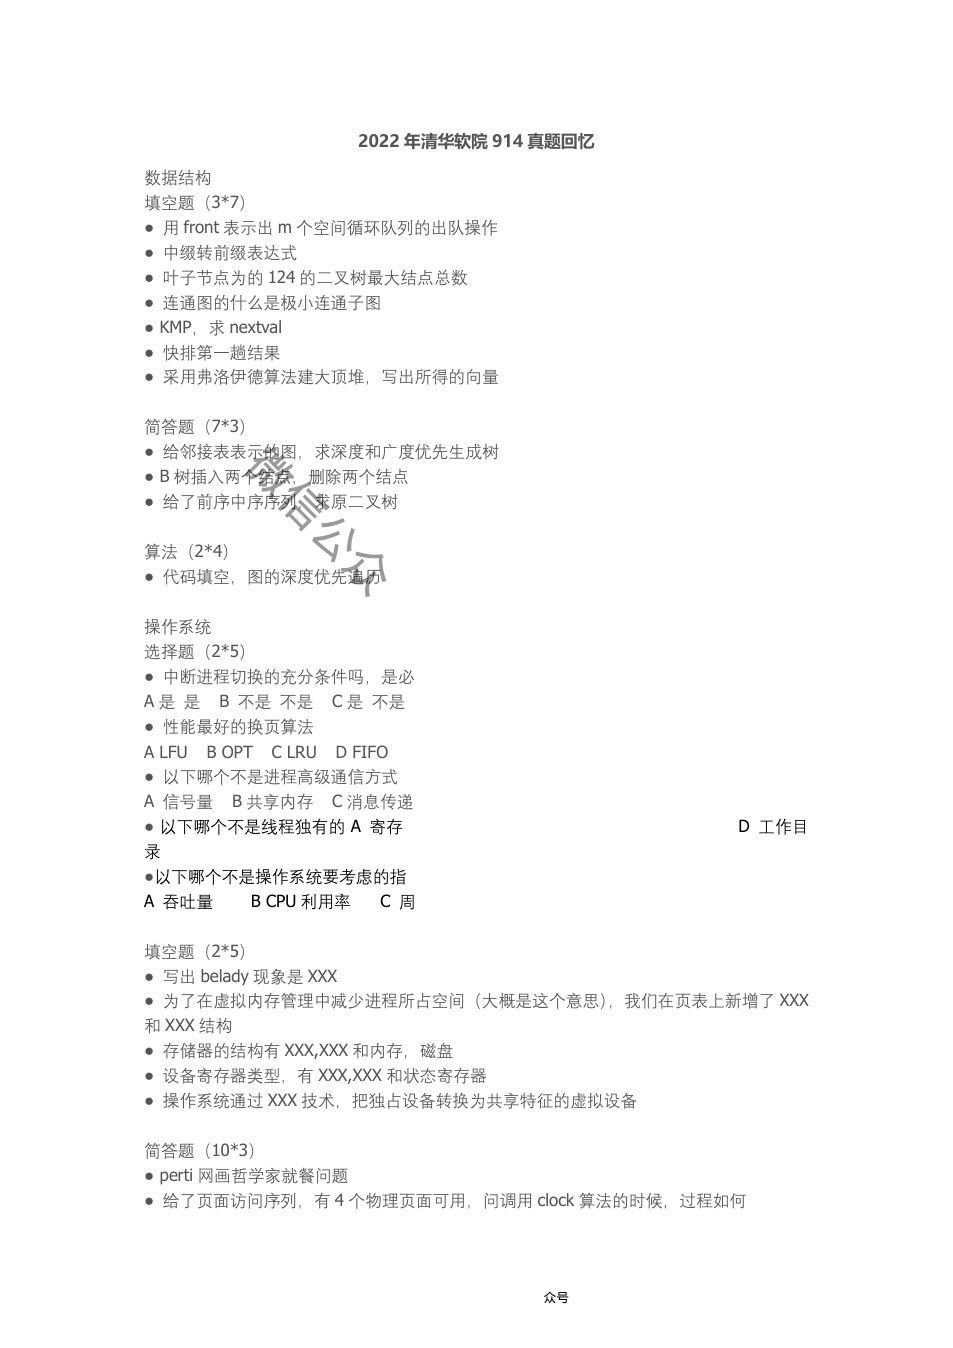 2022 年清华软院 914 真题回忆
数据结构
填空题（3*7）
● 用 front 表示出 m 个空间循环队列的出队操作
● 中缀转前缀表达式
● 叶子节点为的 124 的二叉树最大结点总数
● 连通图的什么是极小连通子图
● KMP，求 nextval
● 快排第一趟结果
● 采用弗洛伊德算法建大顶堆，写出所得的向量
简答题（7*3）
● 给邻接表表示的图，求深度和广度优先生成树
● B 树插入两个结点，删除两个结点
● 给了前序中序序列，求原二叉树
微信公众
算法（2*4）
● 代码填空，图的深度优先遍历
操作系统
选择题（2*5）
● 中断进程切换的充分条件吗，是必
A 是 是 B 不是 不是 C 是 不是
● 性能最好的换页算法
A LFU B OPT C LRU D FIFO
● 以下哪个不是进程高级通信方式
A 信号量 B 共享内存 C 消息传递
● 以下哪个不是线程独有的 A 寄存 D 工作目
录
●以下哪个不是操作系统要考虑的指
A 吞吐量 B CPU 利用率 C 周
填空题（2*5）
● 写出 belady 现象是 XXX
● 为了在虚拟内存管理中减少进程所占空间（大概是这个意思），我们在页表上新增了 XXX
和 XXX 结构
● 存储器的结构有 XXX,XXX 和内存，磁盘
● 设备寄存器类型，有 XXX,XXX 和状态寄存器
● 操作系统通过 XXX 技术，把独占设备转换为共享特征的虚拟设备
简答题（10*3）
● perti 网画哲学家就餐问题
● 给了页面访问序列，有 4 个物理页面可用，问调用 clock 算法的时候，过程如何
众号